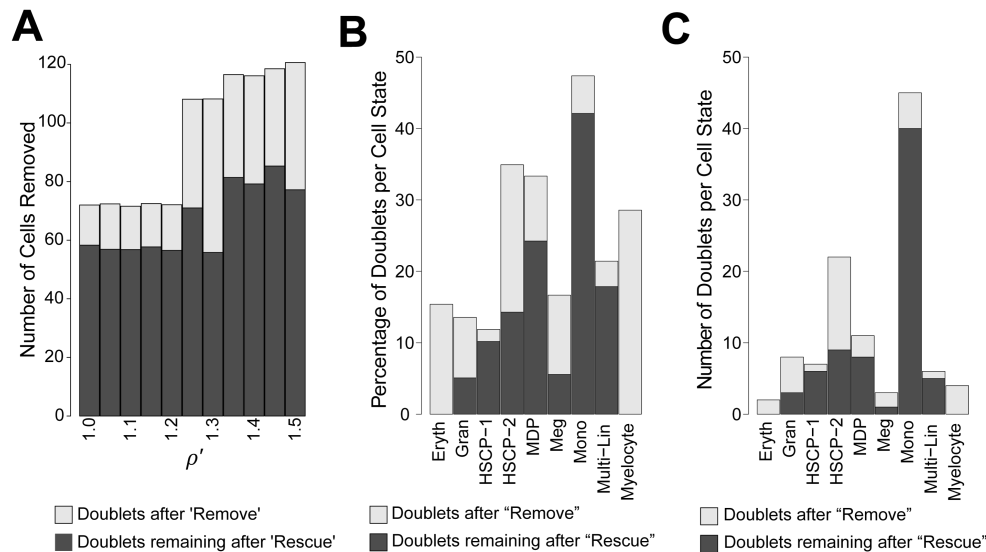 A
Number of Cells Removed
120
100
80
60
40
20
0
1.0
1.1
1.2
1.3
1.4
1.5
ρ'
Doublets after 'Remove'
Doublets remaining after 'Rescue'
B
Percentage of Doublets per Cell State
50
40
30
20
10
0
Eryth
Gran
HSCP-1
HSCP-2
MDP
Meg
Mono
Multi-Lin
Myelocyte
Doublets after “Remove”
Doublets remaining after “Rescue”
C
Number of Doublets per Cell State
50
40
30
20
10
0
Eryth
Gran
HSCP-1
HSCP-2
MDP
Meg
Mono
Multi-Lin
Myelocyte
Doublets after “Remove”
Doublets remaining after “Rescue”